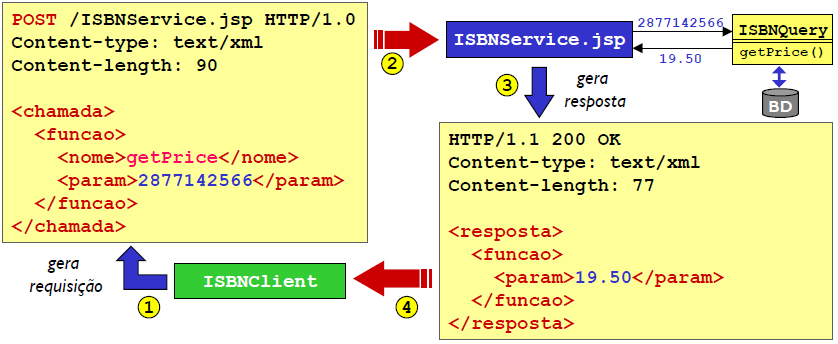 POST /ISBNService.jsp HTTP/1.0
Content-type: text/xml
Content-length: 90
<chamada>
<funcao>
<nome>getPrice</nome>
<param>2877142566</param>
</funcao>
</chamada>
2
ISBNService.jsp
2877142566
19.50
ISBNQuery
getPrice()
BD
3
gera
resposta
HTTP/1.1 200 OK
Content-type: text/xml
Content-length: 77
<resposta>
<funcao>
<param>19.50</param>
</funcao>
</resposta>
gera
requisição
1
ISBNClient
4